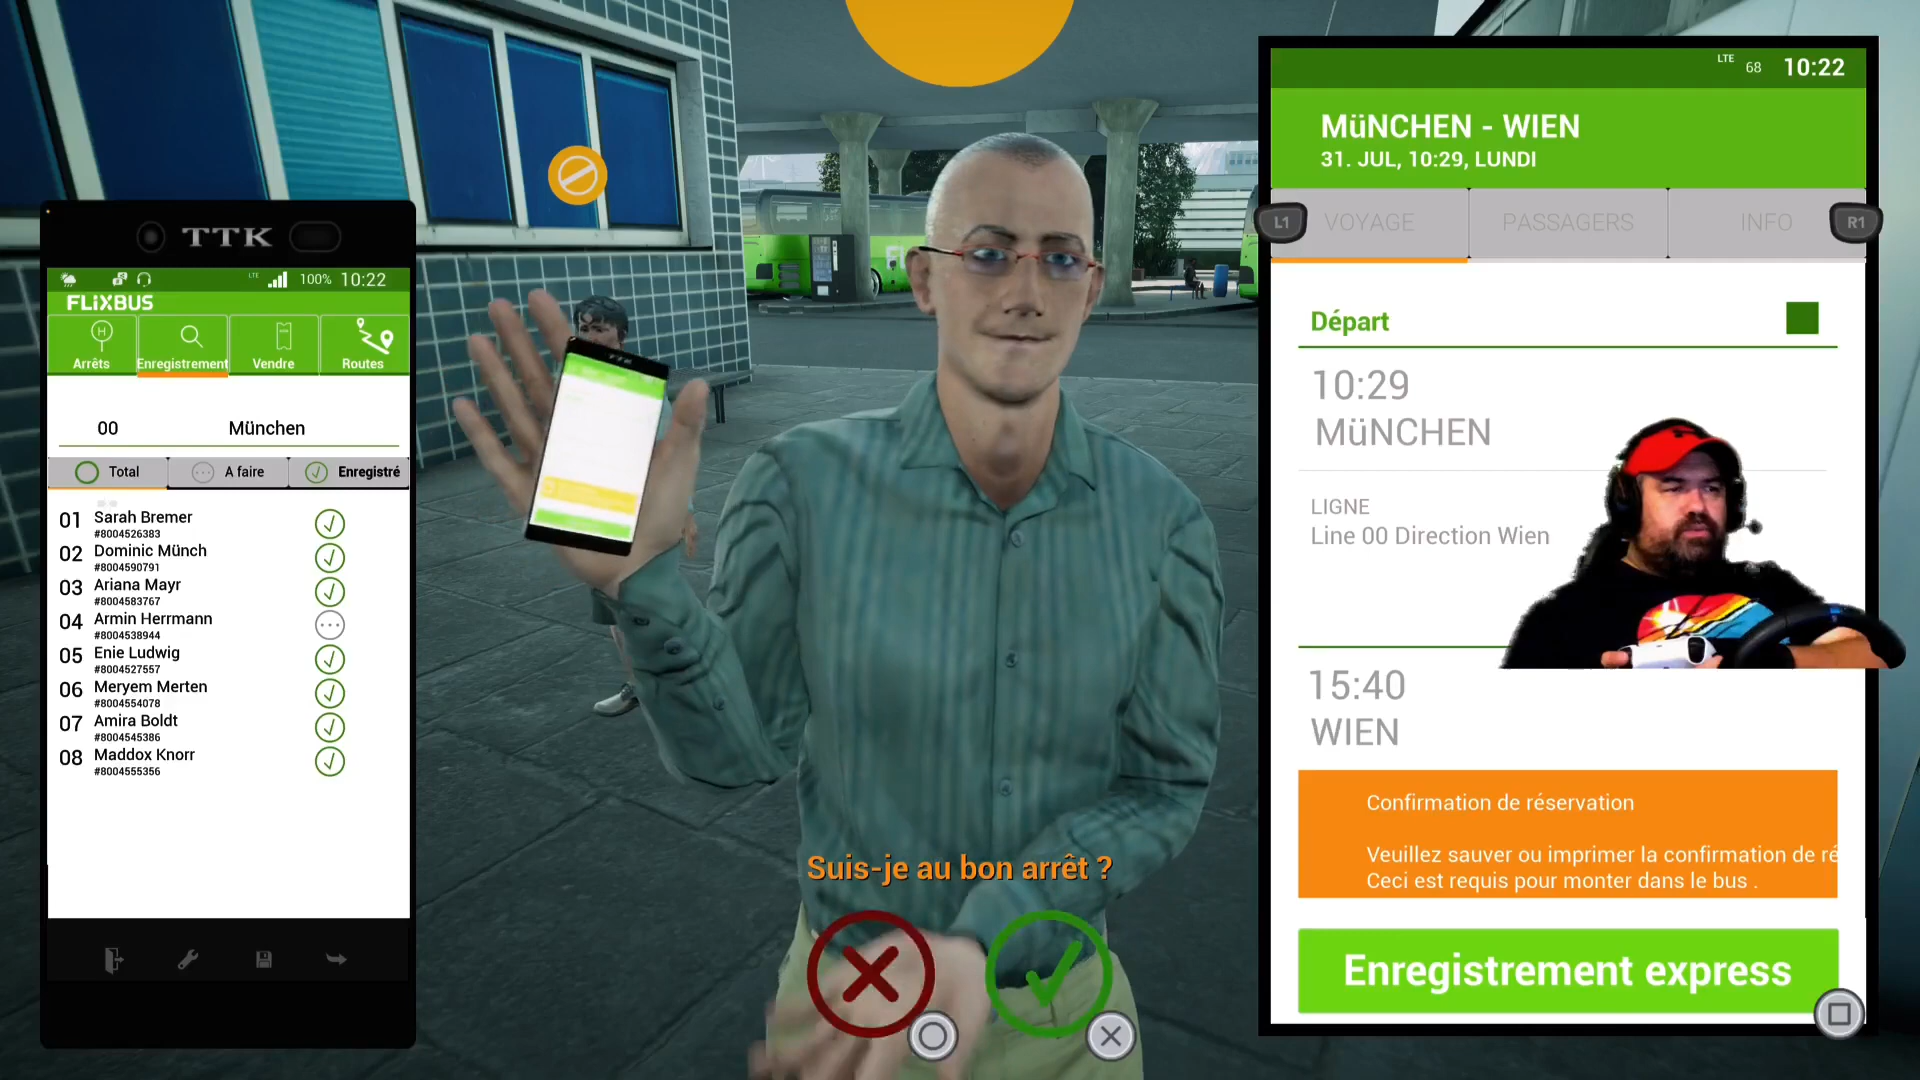 TTK
100% 10:22
LTE
FLiXBUS
Arrêts
Enregistrement
Vendre
Routes
00 München
Total
A faire
Enregistré
01 Sarah Bremer
#8004526383
02 Dominic Münch
#8004590791
03 Ariana Mayr
#8004583767
04 Armin Herrmann
#8004538944
05 Enie Ludwig
#8004527557
06 Meryem Merten
#8004554078
07 Amira Boldt
#8004545386
08 Maddox Knorr
#8004555356
TTK
Suis-je au bon arrêt ?
LTE 68 10:22
MüNCHEN - WIEN
31. JUL, 10:29, LUNDI
L1
VOYAGE
PASSAGERS
INFO
R1
Départ
10:29
MüNCHEN
LIGNE
Line 00 Direction Wien
15:40
WIEN
Confirmation de réservation
Veuillez sauver ou imprimer la confirmation de ré
Ceci est requis pour monter dans le bus .
Enregistrement express